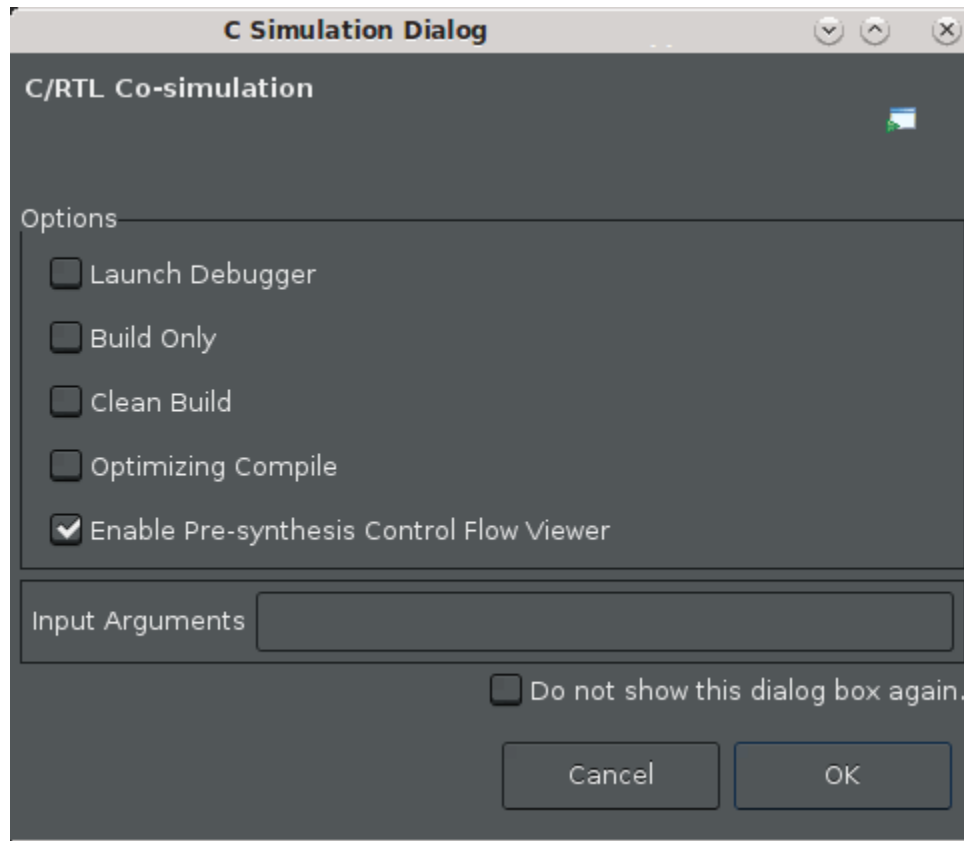 C Simulation Dialog
C/RTL Co-simulation
Options
Launch Debugger
Build Only
Clean Build
Optimizing Compile
Enable Pre-synthesis Control Flow Viewer
Input Arguments
Do not show this dialog box again.
Cancel OK